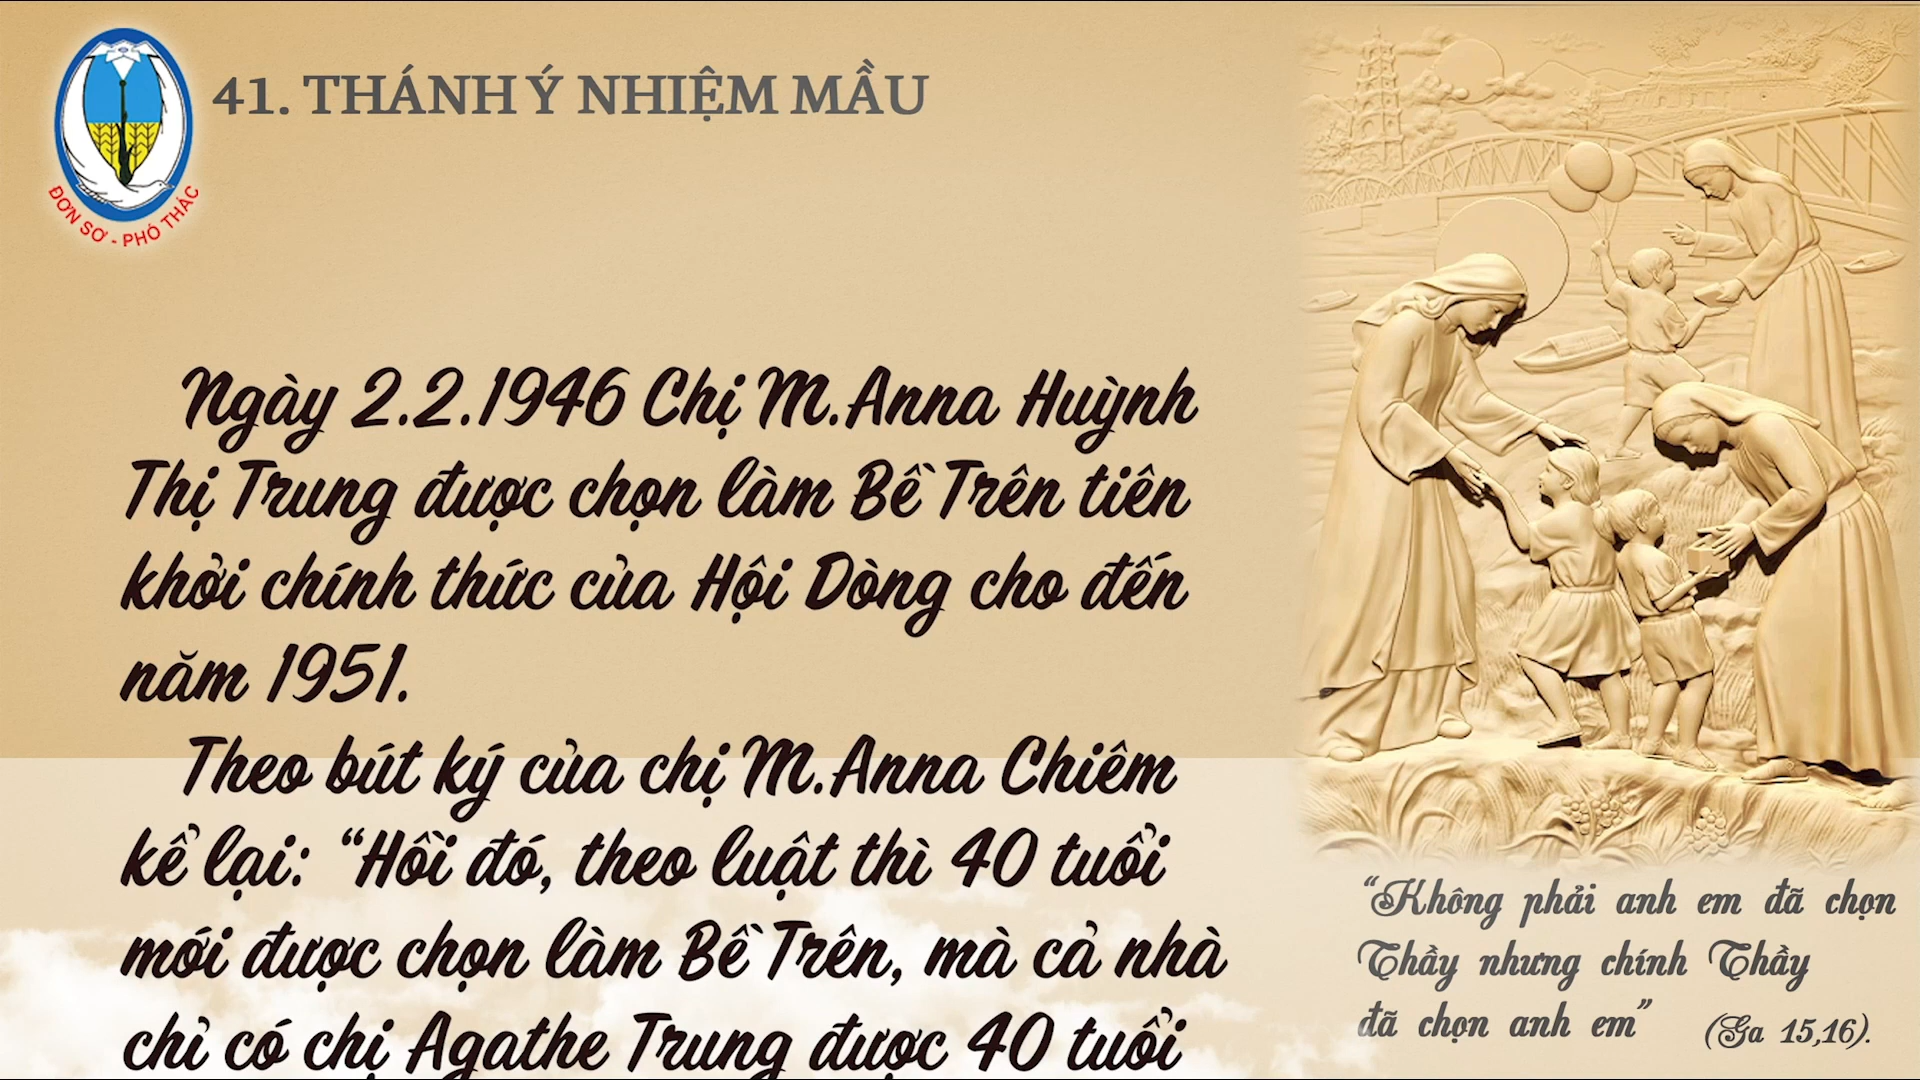 41. THÁNH Ý NHIỆM MẦU
ĐƠN SƠ - PHÓ THÁC
Ngày 2.2.1946 Chị M.Anna Huỳnh
Thị Trung được chọn làm Bề Trên tiên
khởi chính thức của Hội Dòng cho đến
năm 1951.
Theo bút ký của chị M.Anna Chiêm
kể lại: “Hồi đó, theo luật thì 40 tuổi
mới được chọn làm Bề Trên, mà cả nhà
chỉ có chị Agathe Trung được 40 tuổi
“Không phải anh em đã chọn
Thầy nhưng chính Thầy
đã chọn anh em”
(Ga 15,16).